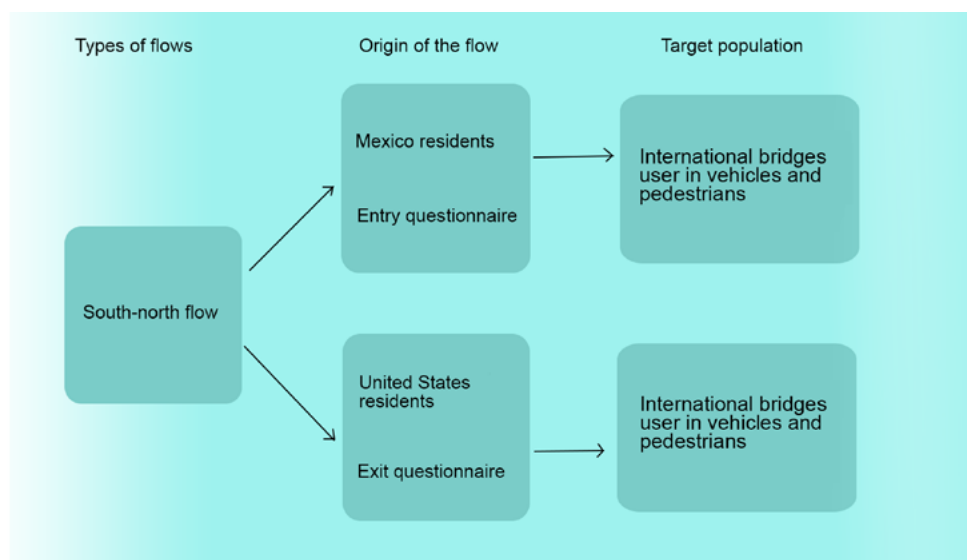 Types of flows
Origin of the flow
Target population
South-north flow
Mexico residents
Entry questionnaire
International bridges
user in vehicles and
pedestrians
United States
residents
Exit questionnaire
International bridges
user in vehicles and
pedestrians